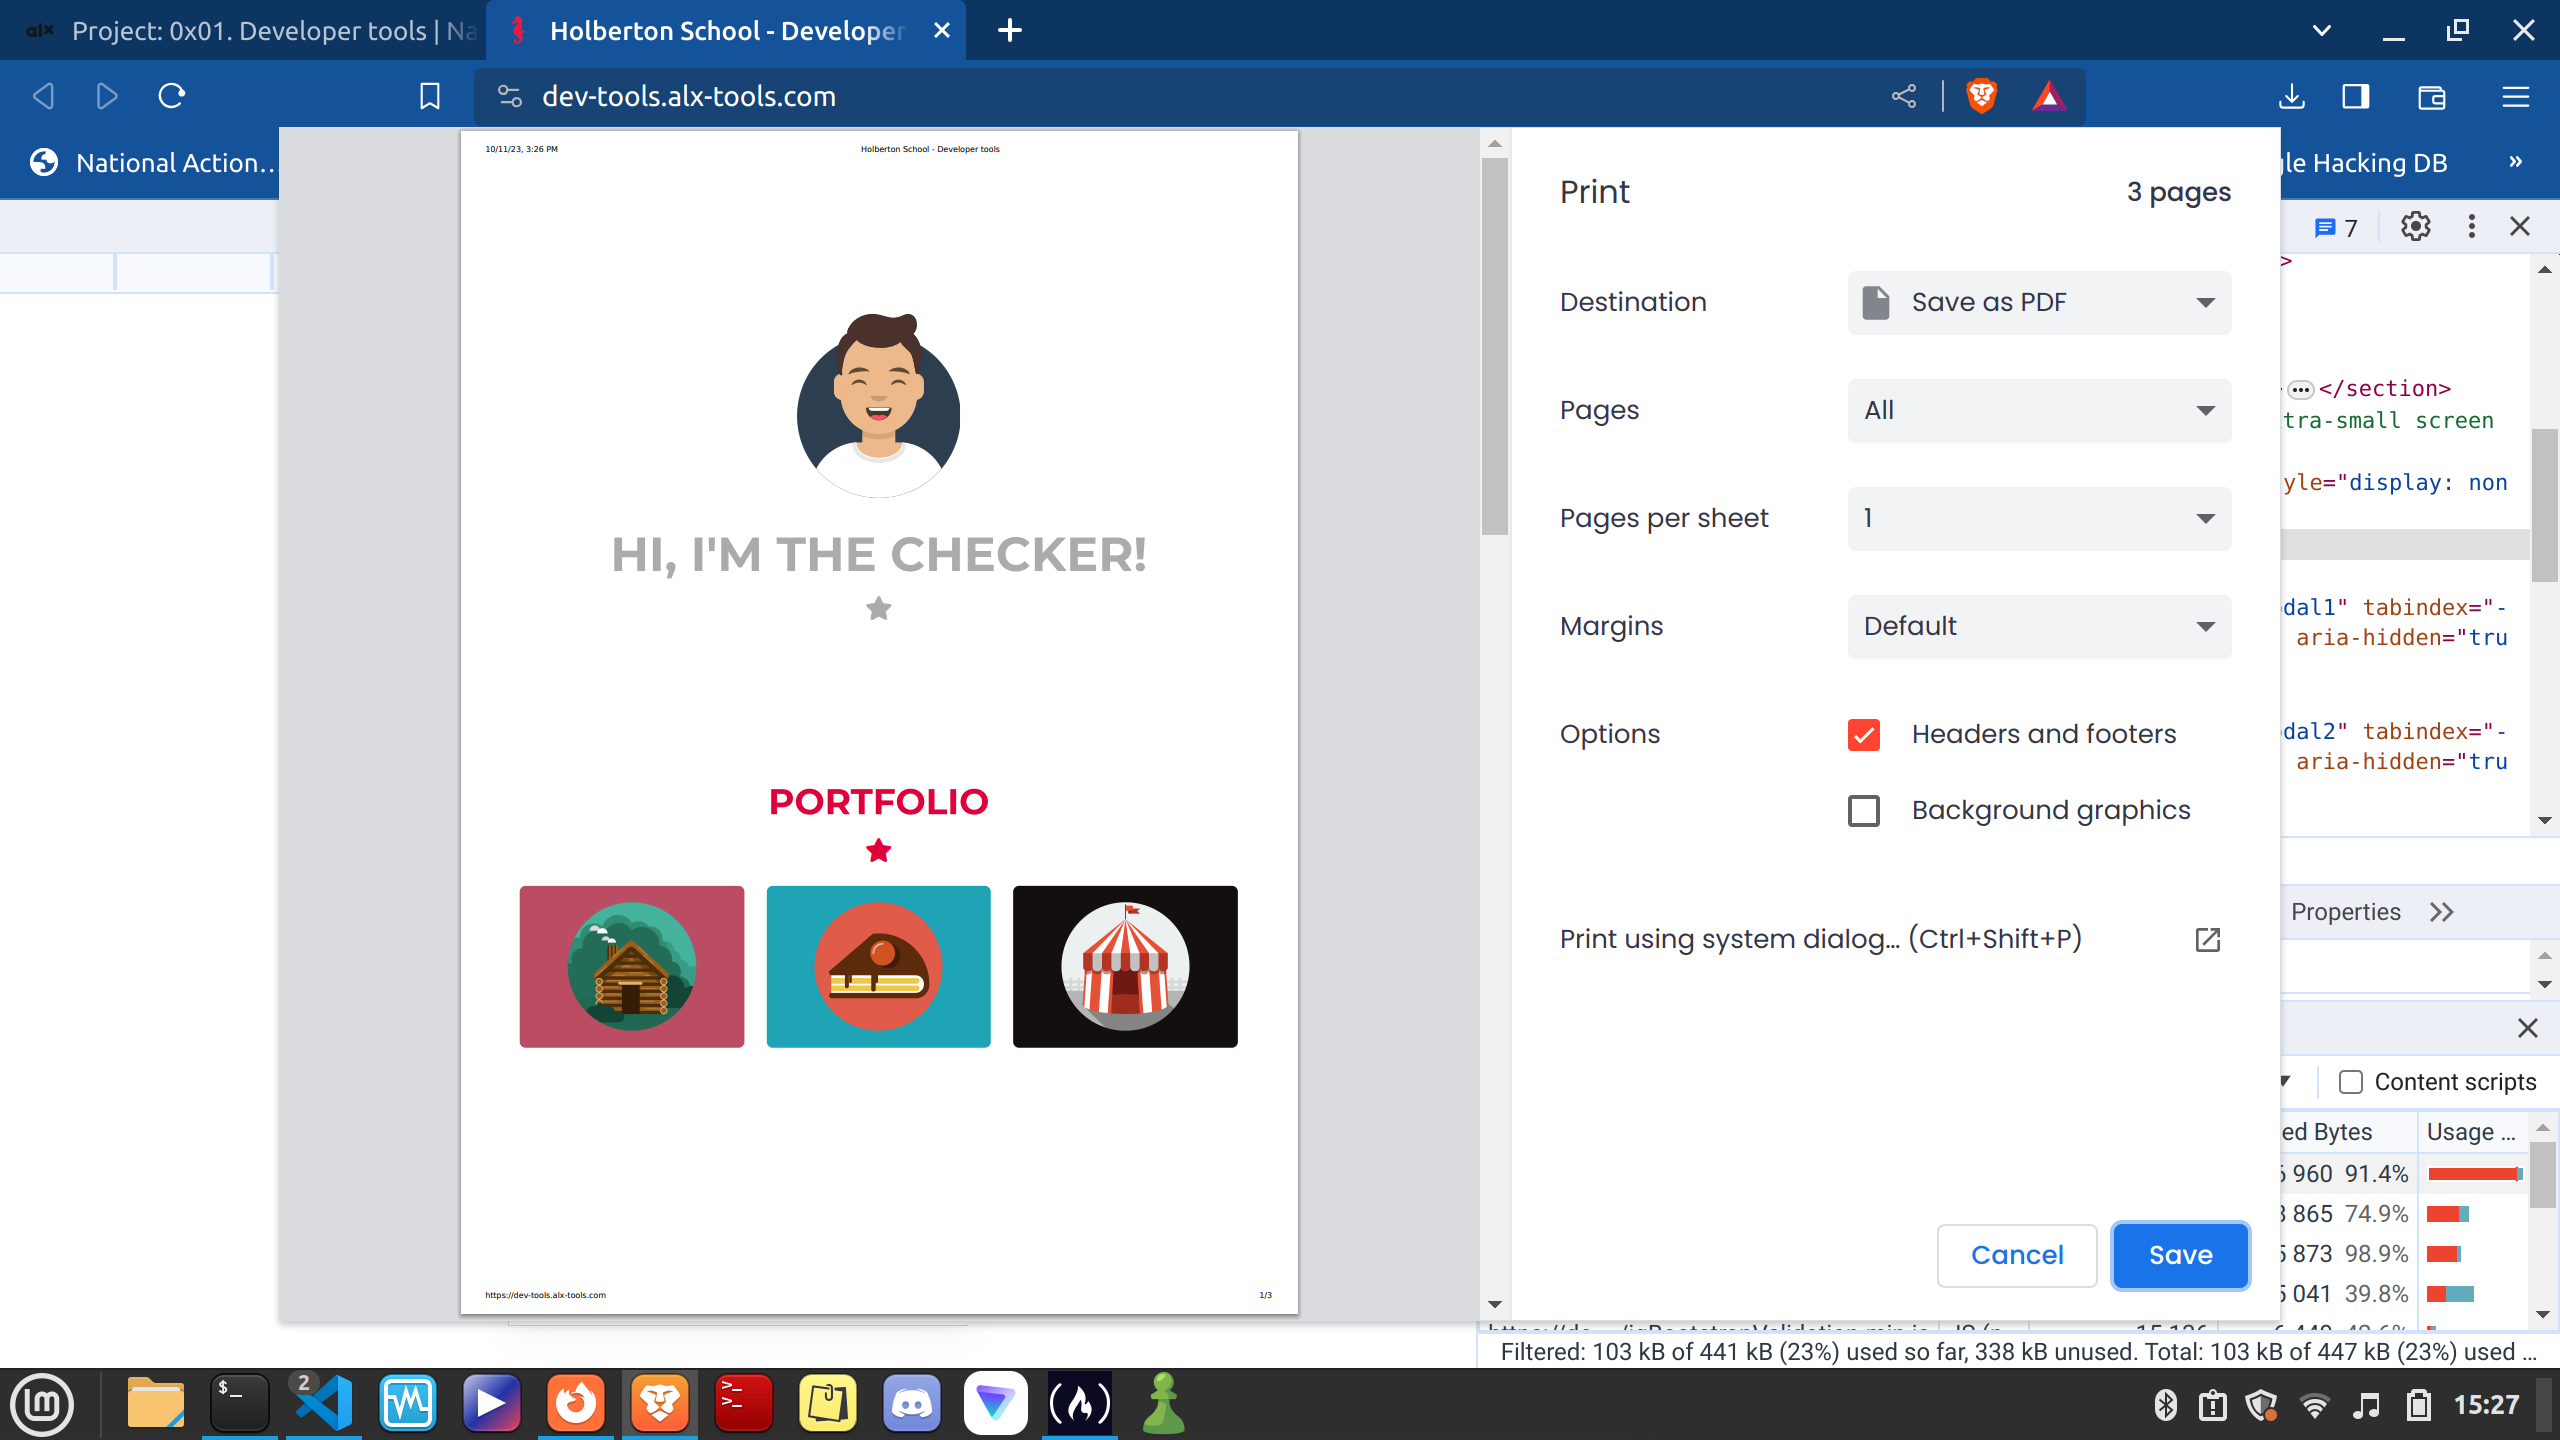 alx Project: 0x01. Developer tools | Na
Holberton School - Developer
dev-tools.alx-tools.com
National Action...
gle Hacking DB
»
10/11/23, 3:26 PM
Holberton School - Developer tools
HI, I'M THE CHECKER!
PORTFOLIO
https://dev-tools.alx-tools.com
1/3
Print
3 pages
Destination
Save as PDF
Pages
All
Pages per sheet
1
Margins
Default
Options
Headers and footers
Background graphics
Print using system dialog... (Ctrl+Shift+P)
Cancel
Save
7
>
</section>
tra-small screen
yle="display: non
dal1" tabindex="-
aria-hidden="tru
dal2" tabindex="-
aria-hidden="tru
Properties
Content scripts
ed Bytes
Usage ...
960 91.4%
865 74.9%
873 98.9%
041 39.8%
Filtered: 103 kB of 441 kB (23%) used so far, 338 kB unused. Total: 103 kB of 447 kB (23%) used ...
2
15:27